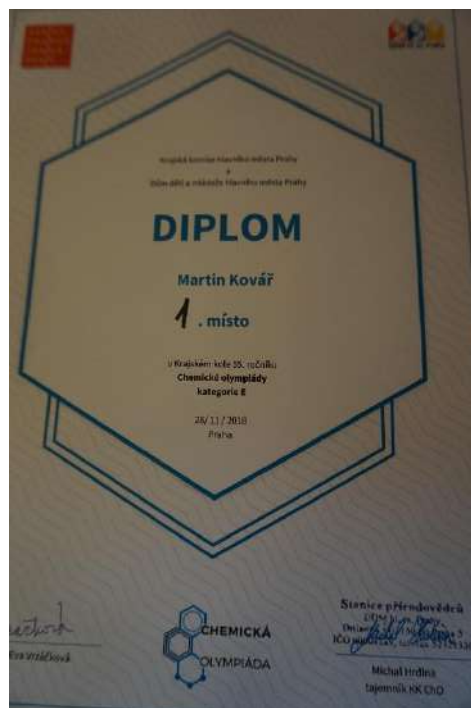 Krajská komise hlavního města Prahy
a
Dům dětí a mládeže hlavního města Prahy
DIPLOM
Martin Kovář
1. místo
v Krajském kole 55. ročníku
Chemické olympiády
kategorie E
28/11/2018
Praha
CHEMICKÁ
OLYMPIÁDA
Stanice přírodovědců
Michal Hrdina
tajemník KK ChO